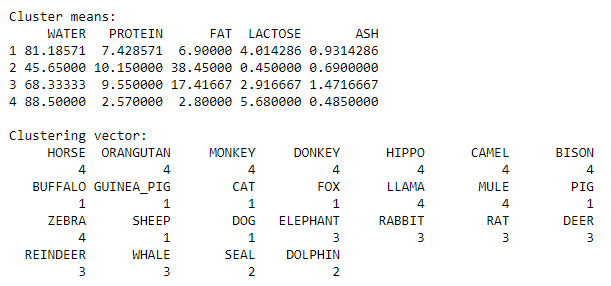 Cluster means:
WATER PROTEIN FAT LACTOSE ASH
1 81.18571 7.428571 6.90000 4.014286 0.9314286
2 45.65000 10.150000 38.45000 0.450000 0.6900000
3 68.33333 9.550000 17.41667 2.916667 1.4716667
4 88.50000 2.570000 2.80000 5.680000 0.4850000
Clustering vector:
HORSE ORANGUTAN MONKEY DONKEY HIPPO CAMEL BISON
4 4 4 4 4 4 4
BUFFALO GUINEA_PIG CAT FOX LLAMA MULE PIG
1 1 1 1 4 4 1
ZEBRA SHEEP DOG ELEPHANT RABBIT RAT DEER
4 1 1 3 3 3 3
REINDEER WHALE SEAL DOLPHIN
3 3 2 2